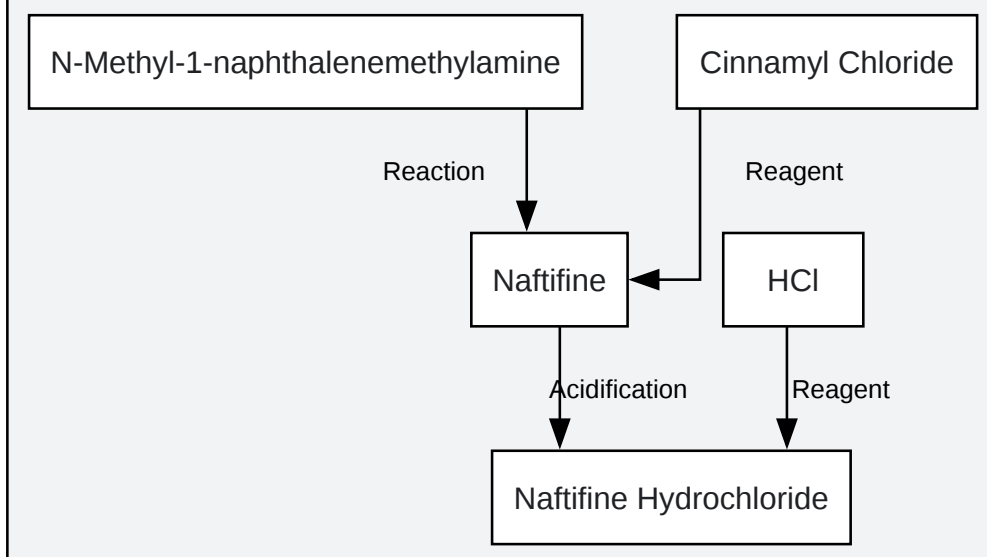 N-Methyl-1-naphthalenemethylamine
Cinnamyl Chloride
Reaction
Reagent
Naftifine
HCl
Acidification
Reagent
Naftifine Hydrochloride